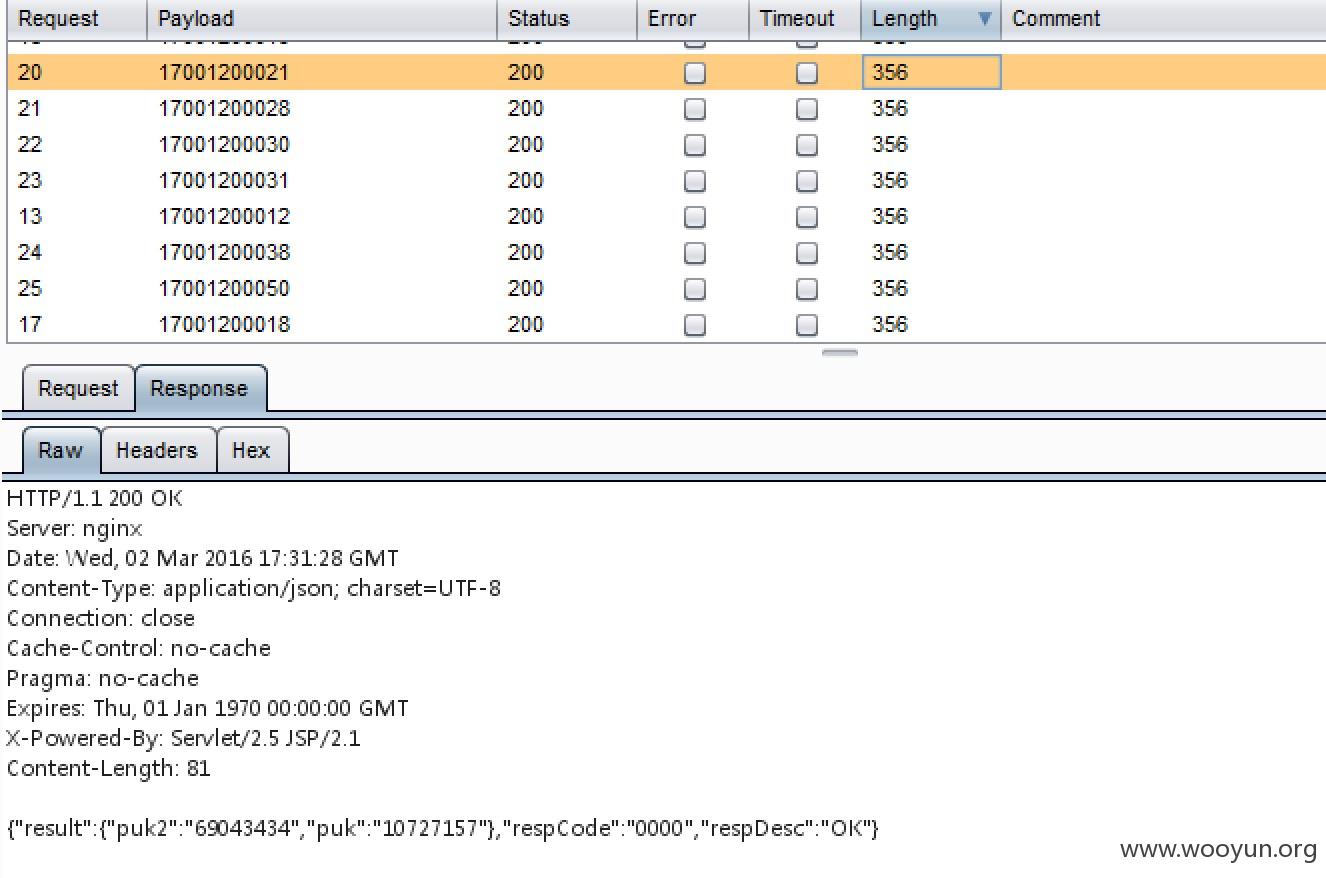 Request Payload Status Error Timeout Length Comment
20 17001200021 200 356
21 17001200028 200 356
22 17001200030 200 356
23 17001200031 200 356
13 17001200012 200 356
24 17001200038 200 356
25 17001200050 200 356
17 17001200018 200 356
Request Response
Raw Headers Hex
HTTP/1.1 200 OK
Server: nginx
Date: Wed, 02 Mar 2016 17:31:28 GMT
Content-Type: application/json; charset=UTF-8
Connection: close
Cache-Control: no-cache
Pragma: no-cache
Expires: Thu, 01 Jan 1970 00:00:00 GMT
X-Powered-By: Servlet/2.5 JSP/2.1
Content-Length: 81
{"result":{"puk2":"69043434","puk":"10727157"},"respCode":"0000","respDesc":"OK"}
www.wooyun.org